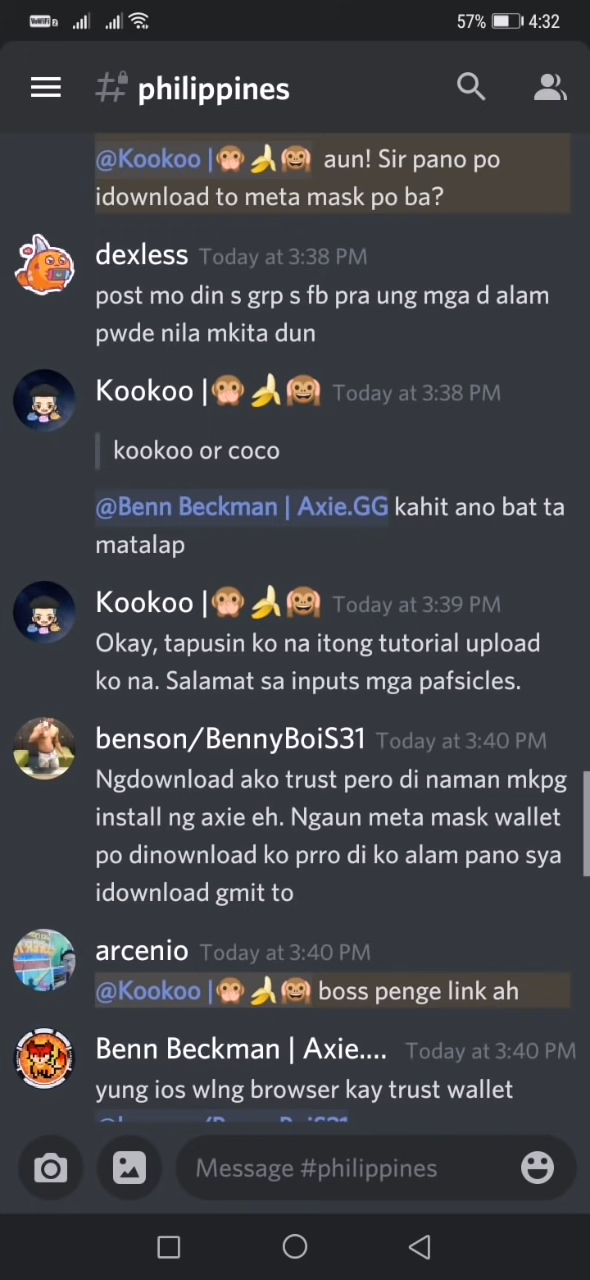 VoWiFi 2 57% 4:32
philippines
@Kookoo |🙊🍌🐵 aun! Sir pano po
idownload to meta mask po ba?
dexless Today at 3:38 PM
post mo din s grp s fb pra ung mga d alam
pwde nila mkita dun
Kookoo |🙊🍌🐵 Today at 3:38 PM
kookoo or coco
@Benn Beckman | Axie.GG kahit ano bat ta
matalap
Kookoo |🙊🍌🐵 Today at 3:39 PM
Okay, tapusin ko na itong tutorial upload
ko na. Salamat sa inputs mga pafsicles.
benson/BennyBoiS31 Today at 3:40 PM
Ngdownload ako trust pero di naman mkpg
install ng axie eh. Ngaun meta mask wallet
po dinownload ko prro di ko alam pano sya
idownload gmit to
arcenio Today at 3:40 PM
@Kookoo |🙊🍌🐵 boss penge link ah
Benn Beckman | Axie.... Today at 3:40 PM
yung ios wlng browser kay trust wallet
@benson/BennyBoiS31
Message #philippines